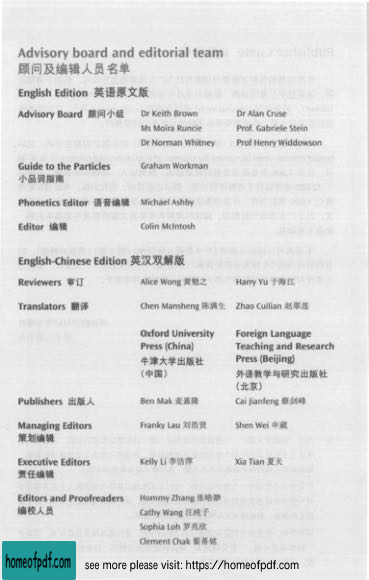 Advisory board and editorial team
顾问及编辑人员名单
English Edition 英语原文版
Advisory Board 顾问小组 Dr Keith Brown Dr Alan Cruse
Ms Moira Runcie Prof. Gabriele Stein
Dr Norman Whitney Prof Henry Widdowson
Guide to the Particles Graham Workman
小品词指南
Phonetics Editor 语音编辑 Michael Ashby
Editor 编辑 Colin McIntosh
English-Chinese Edition 英汉双解版
Reviewers 审订 Alice Wong 黄勉之 Harry Yu 于海江
Translators 翻译 Chen Mansheng 陈满生 Zhao Cuilian 赵翠莲
Oxford University Foreign Language
Press (China) Teaching and Research
牛津大学出版社 Press (Beijing)
（中国） 外语教学与研究出版社
（北京）
Publishers 出版人 Ben Mak 麦嘉隆 Cai Jianfeng 蔡剑峰
Managing Editors Franky Lau 刘浩贤 Shen Wei 申葳
策划编辑
Executive Editors Kelly Li 李洁萍 Xia Tian 夏天
责任编辑
Editors and Proofreaders Hommy Zhang
编校人员 Cathy Wang 汪纯子
Sophia Loh 罗兆欣
Clement Chak 翟善铭
homeofpdf.com see more please visit: https://homeofpdf.com